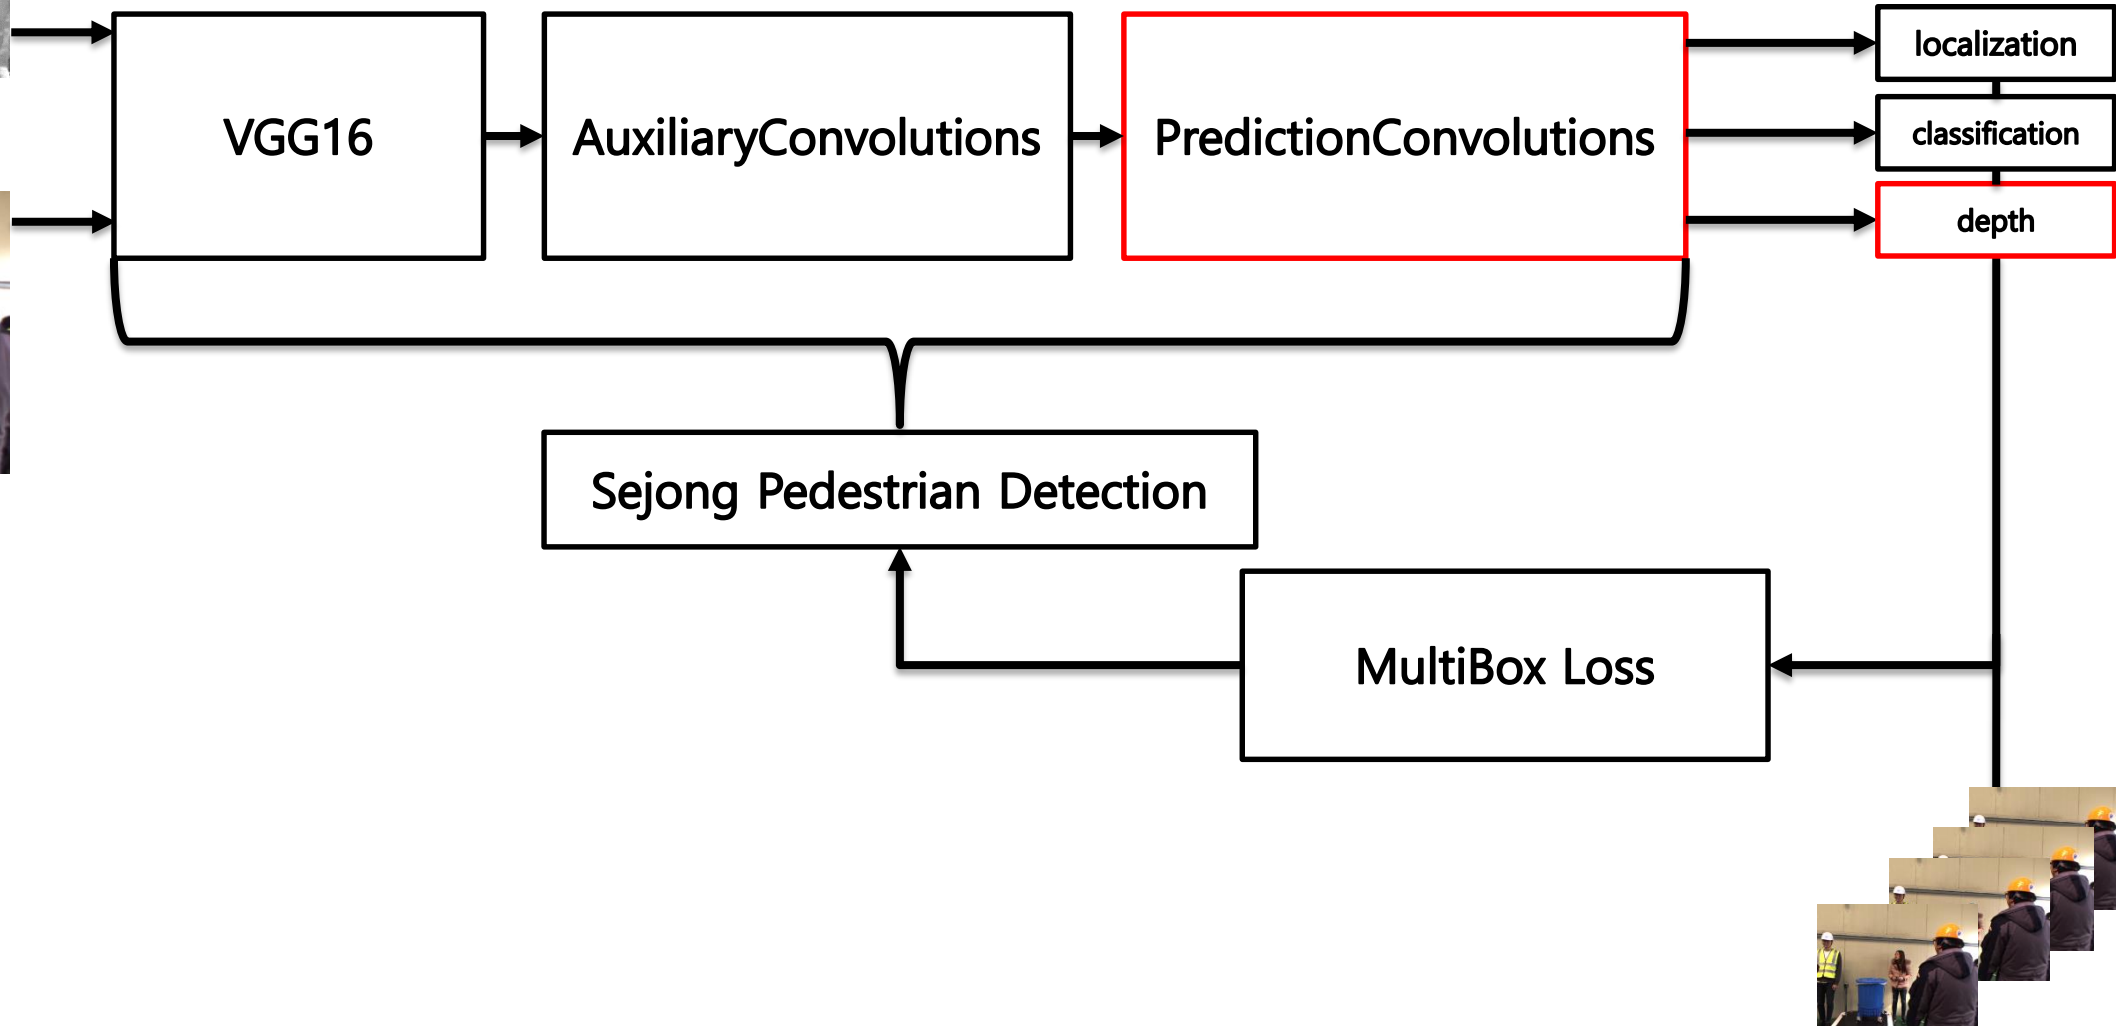 VGG16
AuxiliaryConvolutions
PredictionConvolutions
localization
classification
depth
Sejong Pedestrian Detection
MultiBox Loss